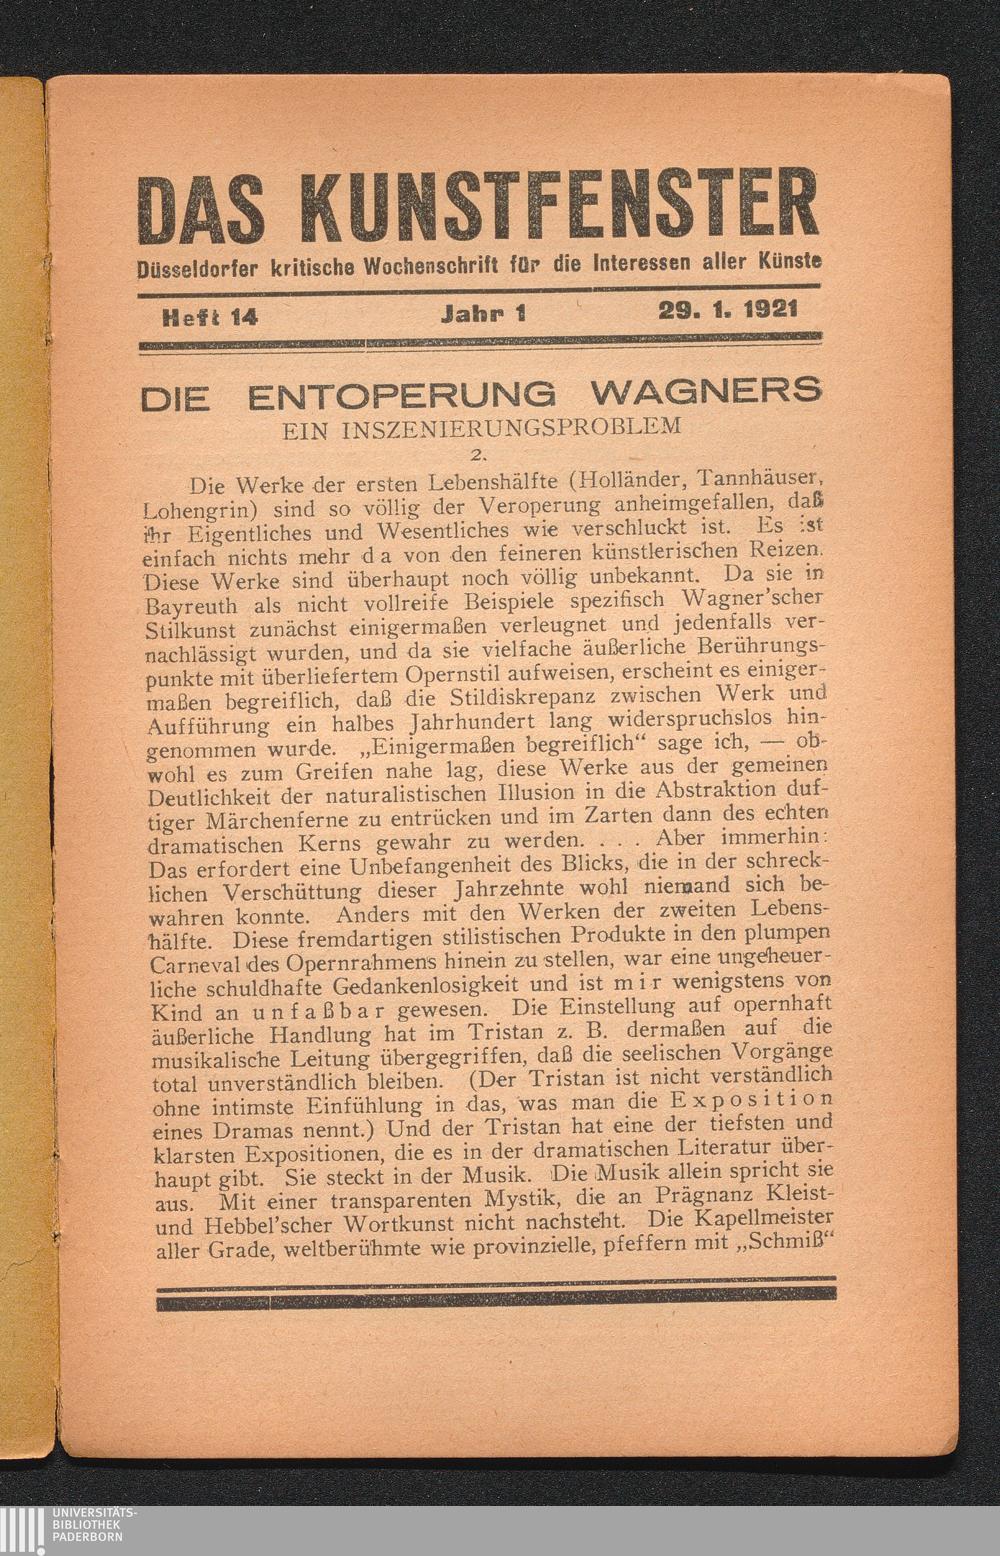 DAS KUNSTFENSTER
Düsseldorfer kritische Wochenschrift für die Interessen aller Künste
Heft 14 Jahr 1 29. 1. 1921
DIE ENTOPERUNG WAGNERS
EIN INSZENIERUNGSPROBLEM
2.
Die Werke der ersten Lebenshälfte (Holländer, Tannhäuser,
Lohengrin) sind so völlig der Veroperung anheimgefallen, daß
ihr Eigentliches und Wesentliches wie verschluckt ist. Es ist
einfach nichts mehr d a von den feineren künstlerischen Reizen.
Diese Werke sind überhaupt noch völlig unbekannt. Da sie in
Bayreuth als nicht vollreife Beispiele spezifisch Wagner'scher
Stilkunst zunächst einigermaßen verleugnet und jedenfalls ver-
nachlässigt wurden, und da sie vielfache äußerliche Berührungs-
punkte mit überliefertem Opernstil aufweisen, erscheint es einiger-
maßen begreiflich, daß die Stildiskrepanz zwischen Werk und
Aufführung ein halbes Jahrhundert lang widerspruchslos hin-
genommen wurde. „Einigermaßen begreiflich“ sage ich, — ob-
wohl es zum Greifen nahe lag, diese Werke aus der gemeinen
Deutlichkeit der naturalistischen Illusion in die Abstraktion duf-
tiger Märchenferne zu entrücken und im Zarten dann des echten
dramatischen Kerns gewahr zu werden. . . . Aber immerhin:
Das erfordert eine Unbefangenheit des Blicks, die in der schreck-
lichen Verschüttung dieser Jahrzehnte wohl niemand sich be-
wahren konnte. Anders mit den Werken der zweiten Lebens-
hälfte. Diese fremdartigen stilistischen Produkte in den plumpen
Carneval des Opernrahmens hinein zu stellen, war eine ungeheuer-
liche schuldhafte Gedankenlosigkeit und ist m i r wenigstens von
Kind an u n f a ß b a r gewesen. Die Einstellung auf opernhaft
äußerliche Handlung hat im Tristan z. B. dermaßen auf die
musikalische Leitung übergegriffen, daß die seelischen Vorgänge
total unverständlich bleiben. (Der Tristan ist nicht verständlich
ohne intimste Einfühlung in das, was man die E x p o s i t i o n
eines Dramas nennt.) Und der Tristan hat eine der tiefsten und
klarsten Expositionen, die es in der dramatischen Literatur über-
haupt gibt. Sie steckt in der Musik. Die Musik allein spricht sie
aus. Mit einer transparenten Mystik, die an Prägnanz Kleist-
und Hebbel'scher Wortkunst nicht nachsteht. Die Kapellmeister
aller Grade, weltberühmte wie provinzielle, pfeffern mit „Schmiß“
UNIVERSITÄTS-
BIBLIOTHEK
PADERBORN